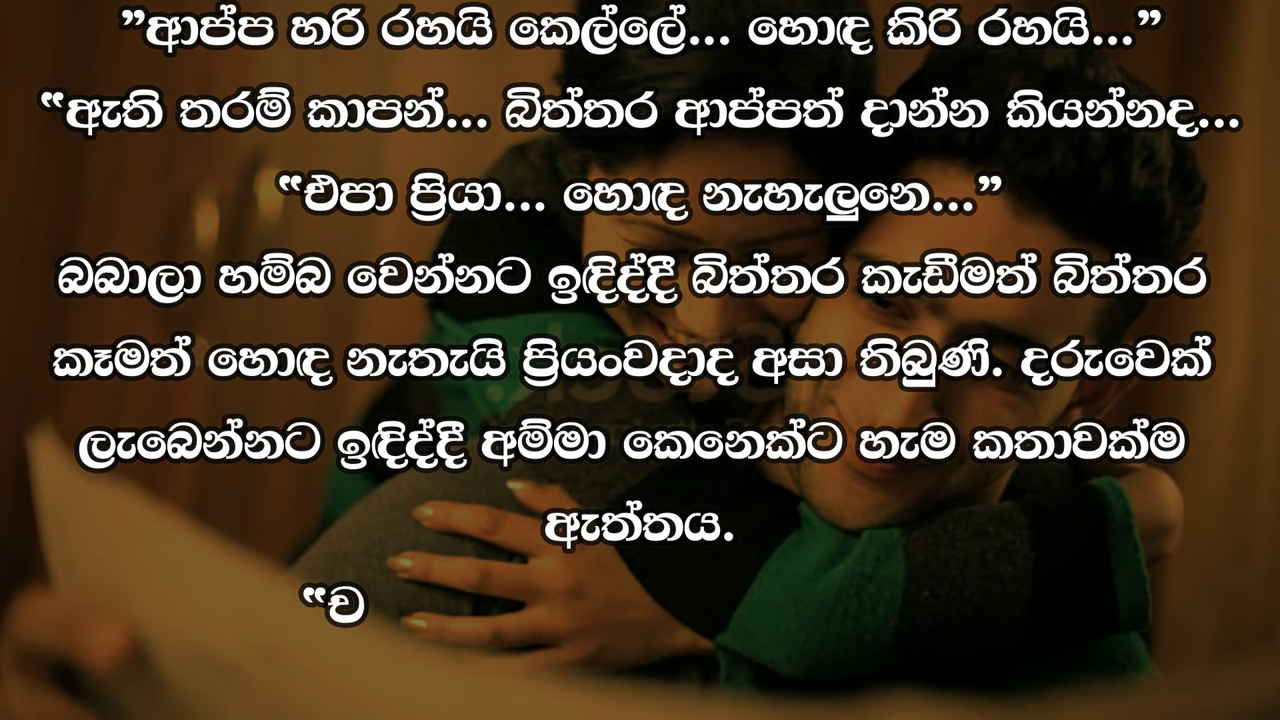 ”ආප්ප හරි රහයි කෙල්ලේ... හොඳ කිරි රහයි...”
“ඇති තරම් කාපන්... බිත්තර ආප්පත් දාන්න කියන්නද...
“එපා ප්‍රියා... හොඳ නැහැලුනෙ...”
බබාලා හම්බ වෙන්නට ඉඳිද්දී බිත්තර කැඩීමත් බිත්තර
කෑමත් හොඳ නැතැයි ප්‍රියංවදාද අසා තිබුණි. දරුවෙක්
ලැබෙන්නට ඉඳිද්දී අම්මා කෙනෙක්ට හැම කතාවක්ම
ඇත්තය.
“ච